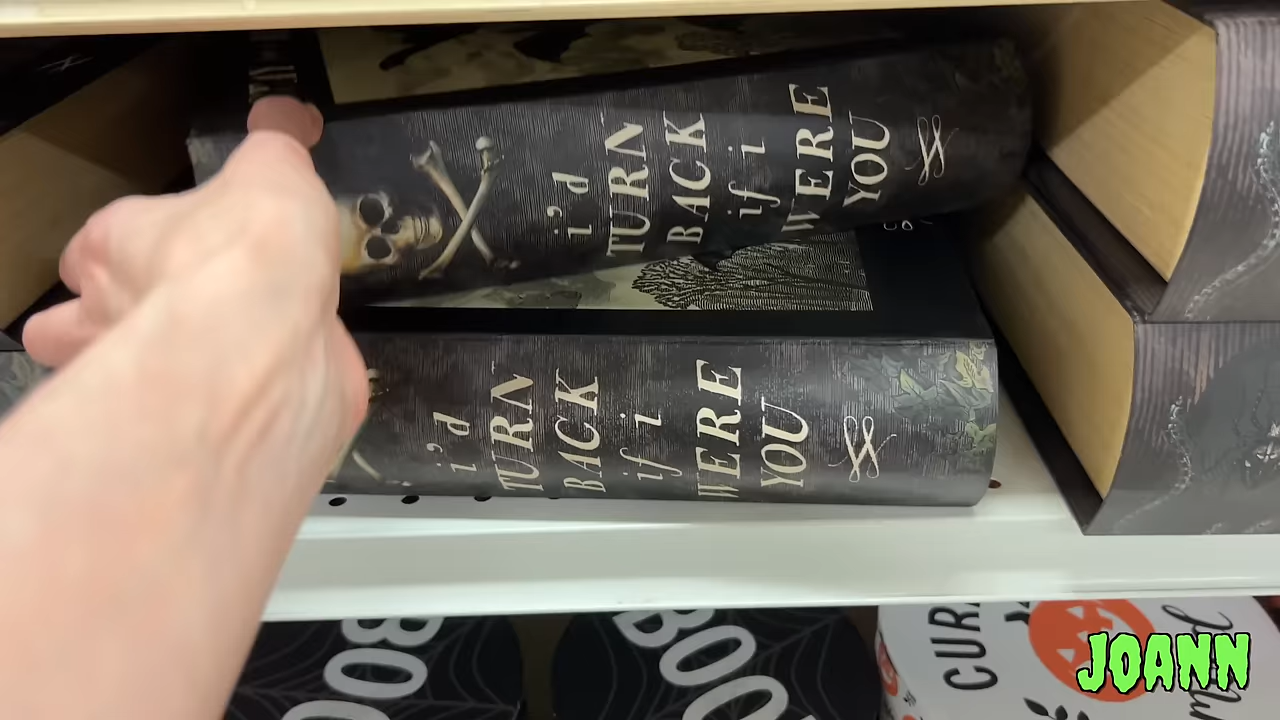 i'd
TURN
BACK
if i
WERE
YOU
i'd
TURN
BACK
if i
WERE
YOU
BOO
BOO
JOANN